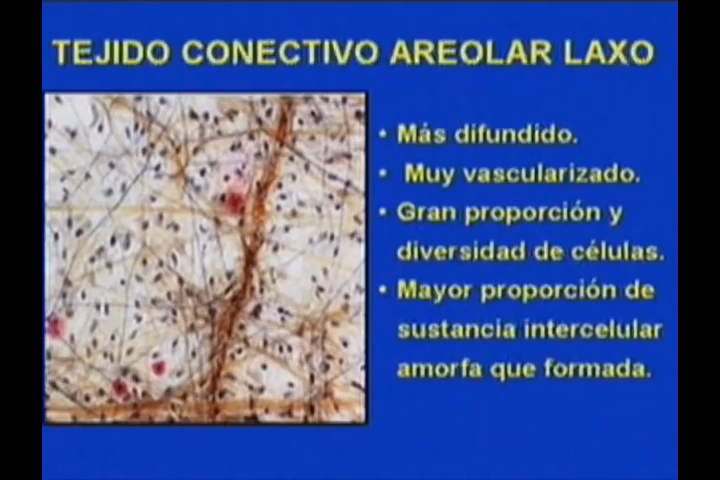 TEJIDO CONECTIVO AREOLAR LAXO
• Más difundido.
• Muy vascularizado.
• Gran proporción y
diversidad de células.
• Mayor proporción de
sustancia intercelular
amorfa que formada.